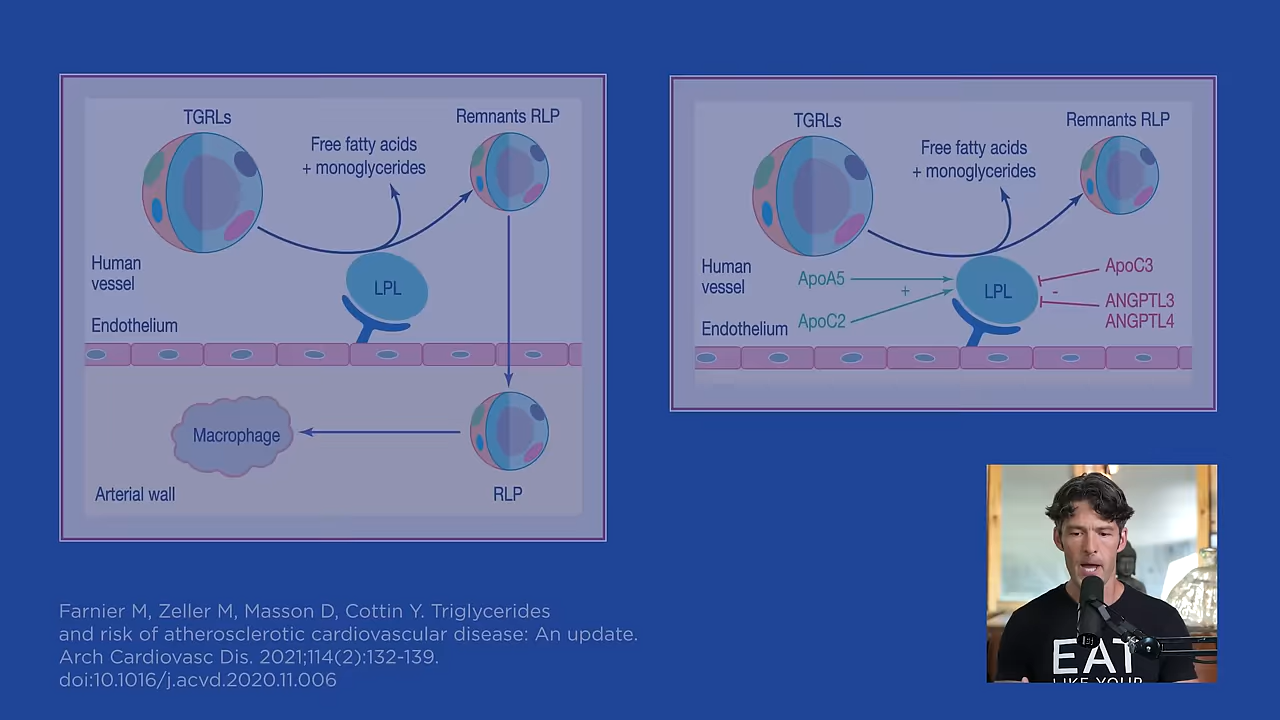 TGRLs
Remnants RLP
Free fatty acids
+ monoglycerides
Human
vessel
LPL
Endothelium
Macrophage
Arterial wall
RLP
TGRLs
Remnants RLP
Free fatty acids
+ monoglycerides
Human
vessel
ApoA5
+
LPL
-
ApoC3
ANGPTL3
ANGPTL4
Endothelium
ApoC2
Farnier M, Zeller M, Masson D, Cottin Y. Triglycerides
and risk of atherosclerotic cardiovascular disease: An update.
Arch Cardiovasc Dis. 2021;114(2):132-139.
doi:10.1016/j.acvd.2020.11.006
EAT
LIKE YOUR